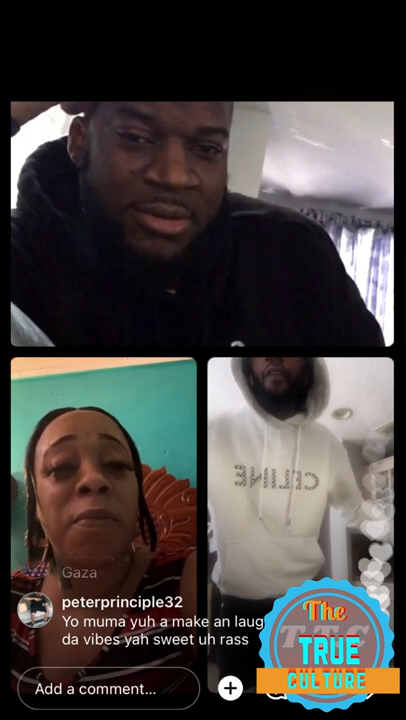 CELINE
Gaza
peterprinciple32
Yo muma yuh a make an laug
da vibes yah sweet uh rass
Add a comment...
The
TTC
TRUE
CULTURE